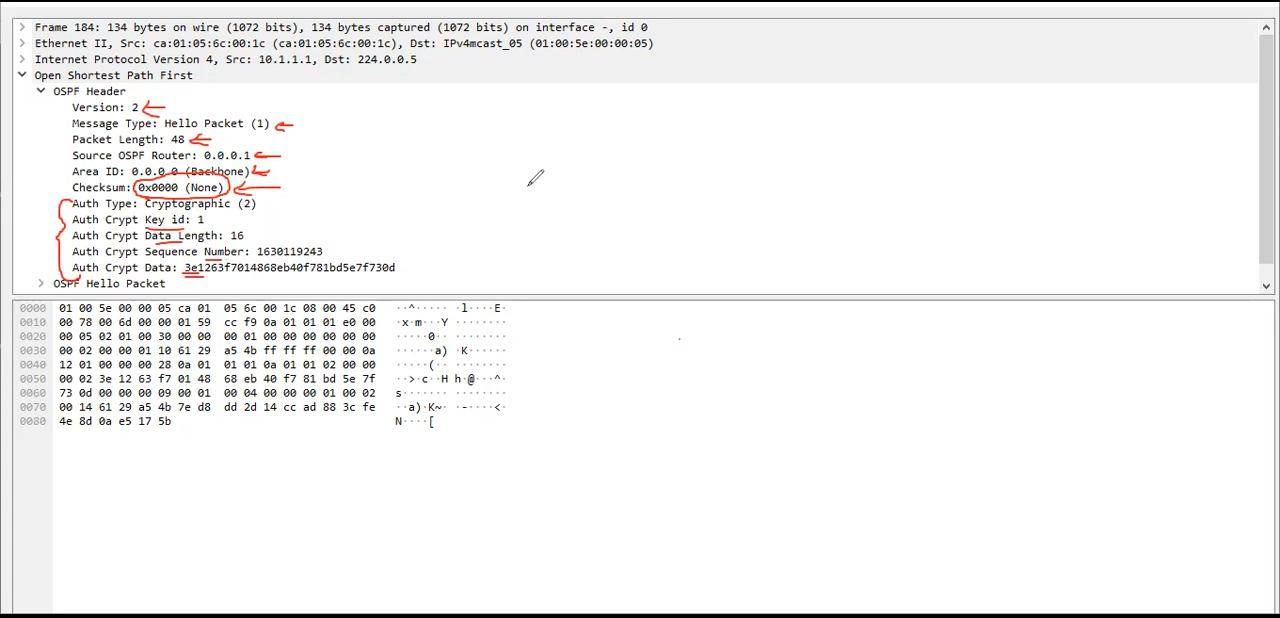 Frame 184: 134 bytes on wire (1072 bits), 134 bytes captured (1072 bits) on interface -, id 0
Ethernet II, Src: ca:01:05:6c:00:1c (ca:01:05:6c:00:1c), Dst: IPv4mcast_05 (01:00:5e:00:00:05)
Internet Protocol Version 4, Src: 10.1.1.1, Dst: 224.0.0.5
Open Shortest Path First
OSPF Header
Version: 2
Message Type: Hello Packet (1)
Packet Length: 48
Source OSPF Router: 0.0.0.1
Area ID: 0.0.0.0 (Backbone)
Checksum: 0x0000 (None)
Auth Type: Cryptographic (2)
Auth Crypt Key id: 1
Auth Crypt Data Length: 16
Auth Crypt Sequence Number: 1630119243
Auth Crypt Data: 3e1263f7014868eb40f781bd5e7f730d
OSPF Hello Packet
0000 01 00 5e 00 00 05 ca 01 05 6c 00 1c 08 00 45 c0 ··^····· ·l····E·
0010 00 78 00 6d 00 00 01 59 cc f9 0a 01 01 01 e0 00 ·x·m···Y ········
0020 00 05 02 01 00 30 00 00 00 01 00 00 00 00 00 00 ·····0·· ········
0030 00 02 00 00 01 10 61 29 a5 4b ff ff ff 00 00 0a ······a) ·K······
0040 12 01 00 00 00 28 0a 01 01 01 0a 01 01 02 00 00 ·····(·· ········
0050 00 02 3e 12 63 f7 01 48 68 eb 40 f7 81 bd 5e 7f ··>·c··H h·@···^·
0060 73 0d 00 00 00 09 00 01 00 04 00 00 00 01 00 02 s······· ········
0070 00 14 61 29 a5 4b 7e d8 dd 2d 14 cc ad 88 3c fe ··a)·K~· ·-····<·
0080 4e 8d 0a e5 17 5b N····[